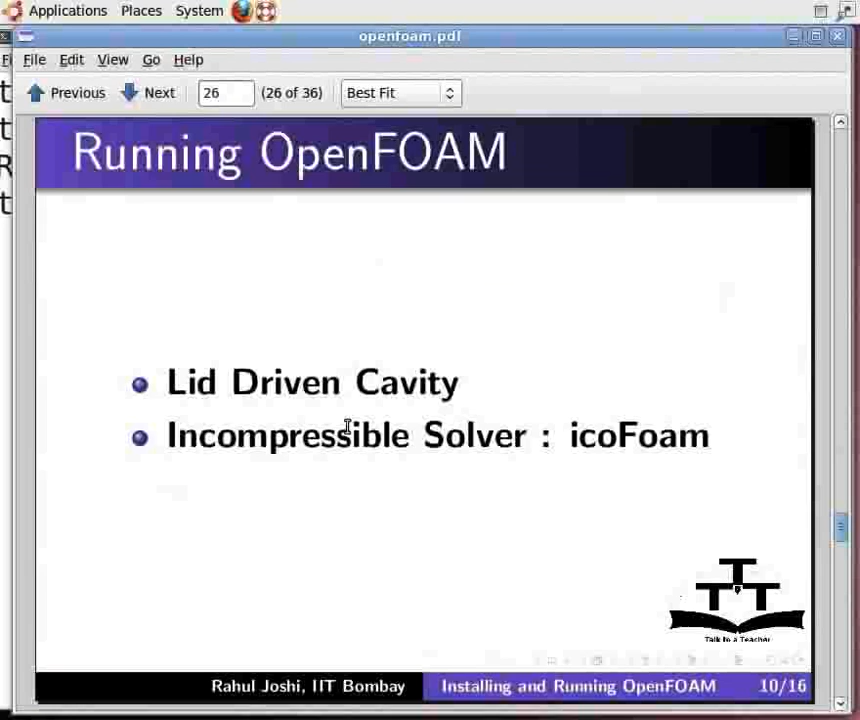 Applications Places System
openfoam.pdf
File Edit View Go Help
Previous Next 26 (26 of 36) Best Fit
Running OpenFOAM
Lid Driven Cavity
Incompressible Solver : icoFoam
TTT
Talk to a Teacher
Rahul Joshi, IIT Bombay Installing and Running OpenFOAM 10/16